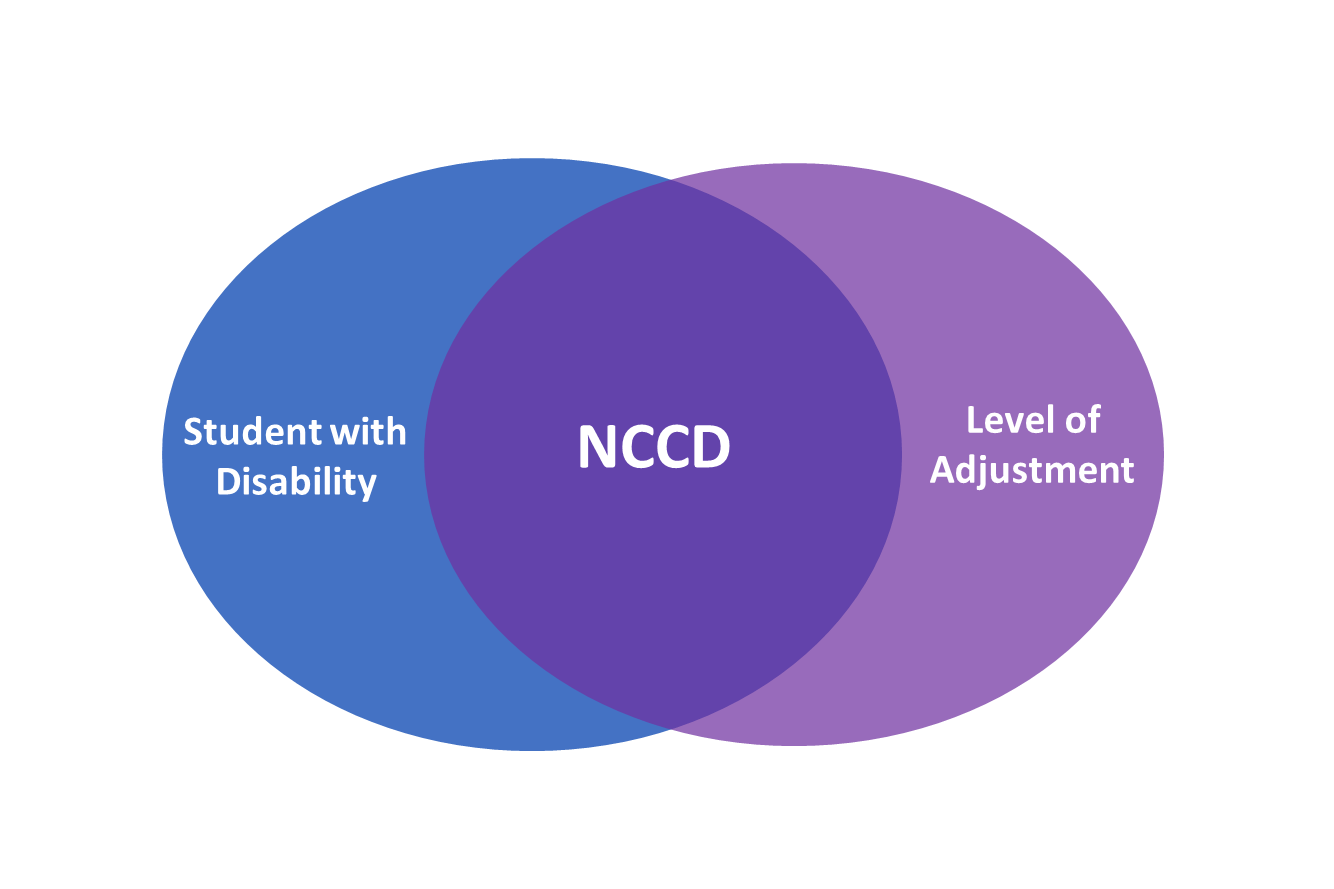 Student with
Disability
NCCD
Level of
Adjustment